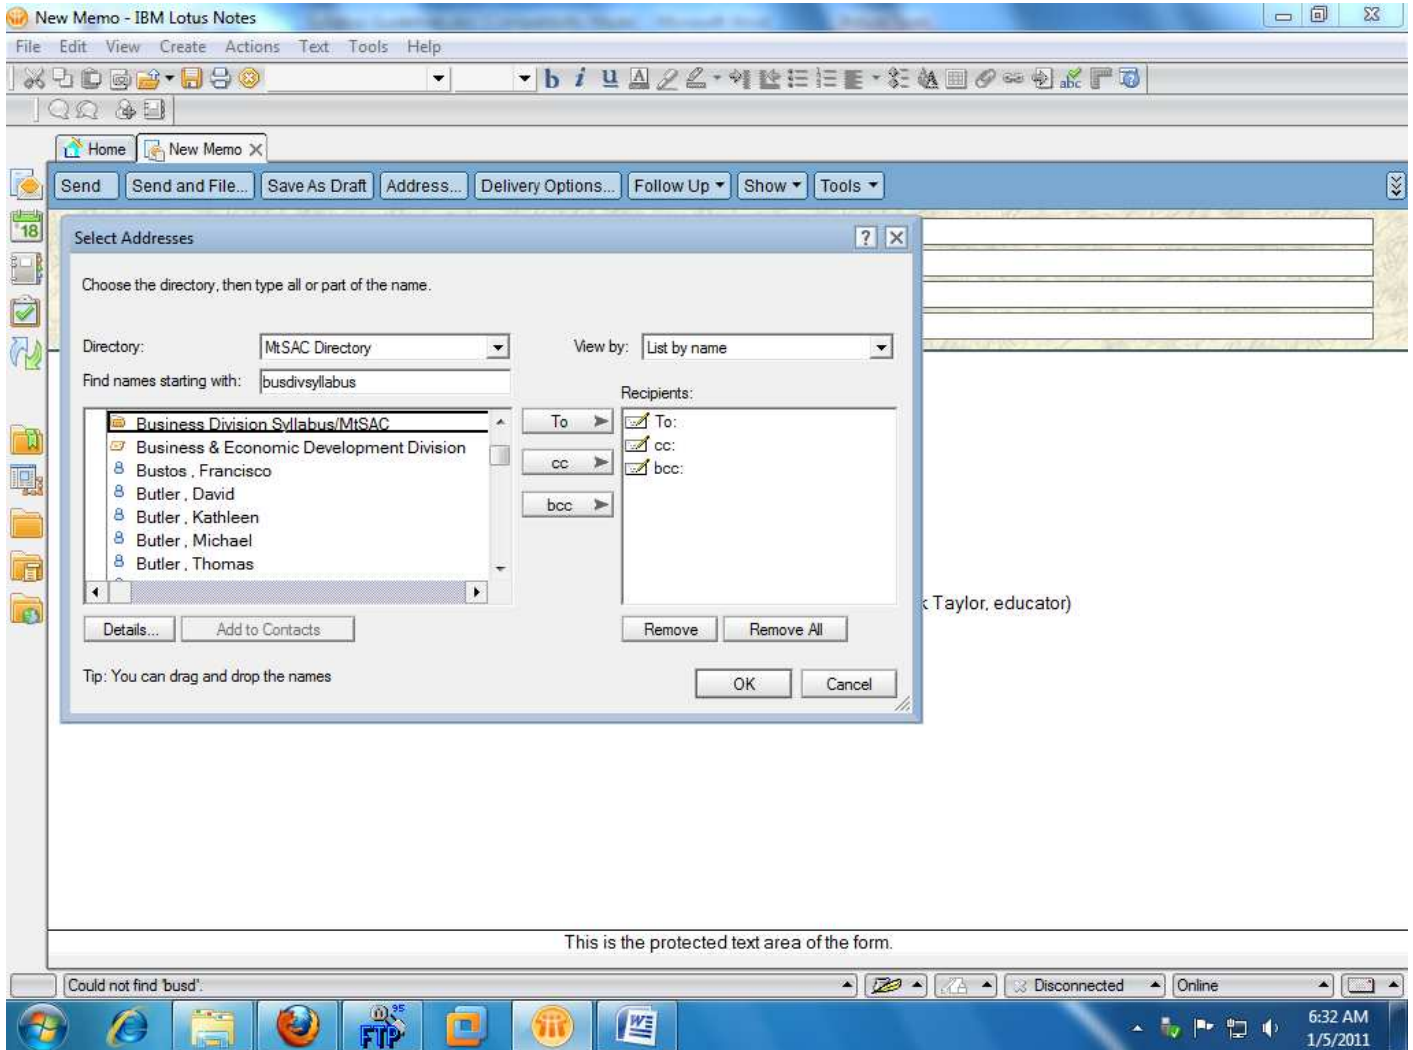 New Memo - IBM Lotus Notes
File Edit View Create Actions Text Tools Help
b i u A abc
Home New Memo
Send Send and File... Save As Draft Address... Delivery Options... Follow Up Show Tools
18
Select Addresses ?
Choose the directory, then type all or part of the name.
Directory: MtSAC Directory View by: List by name
Find names starting with: busdivsyllabus
Recipients:
Business Division Syllabus/MtSAC To To:
Business & Economic Development Division cc:
Bustos , Francisco cc bcc:
Butler , David
Butler , Kathleen bcc
Butler , Michael
Butler , Thomas
Taylor, educator)
Details... Add to Contacts Remove Remove All
Tip: You can drag and drop the names OK Cancel
This is the protected text area of the form.
Could not find 'busd'. Disconnected Online
95
FTP W
6:32 AM
1/5/2011